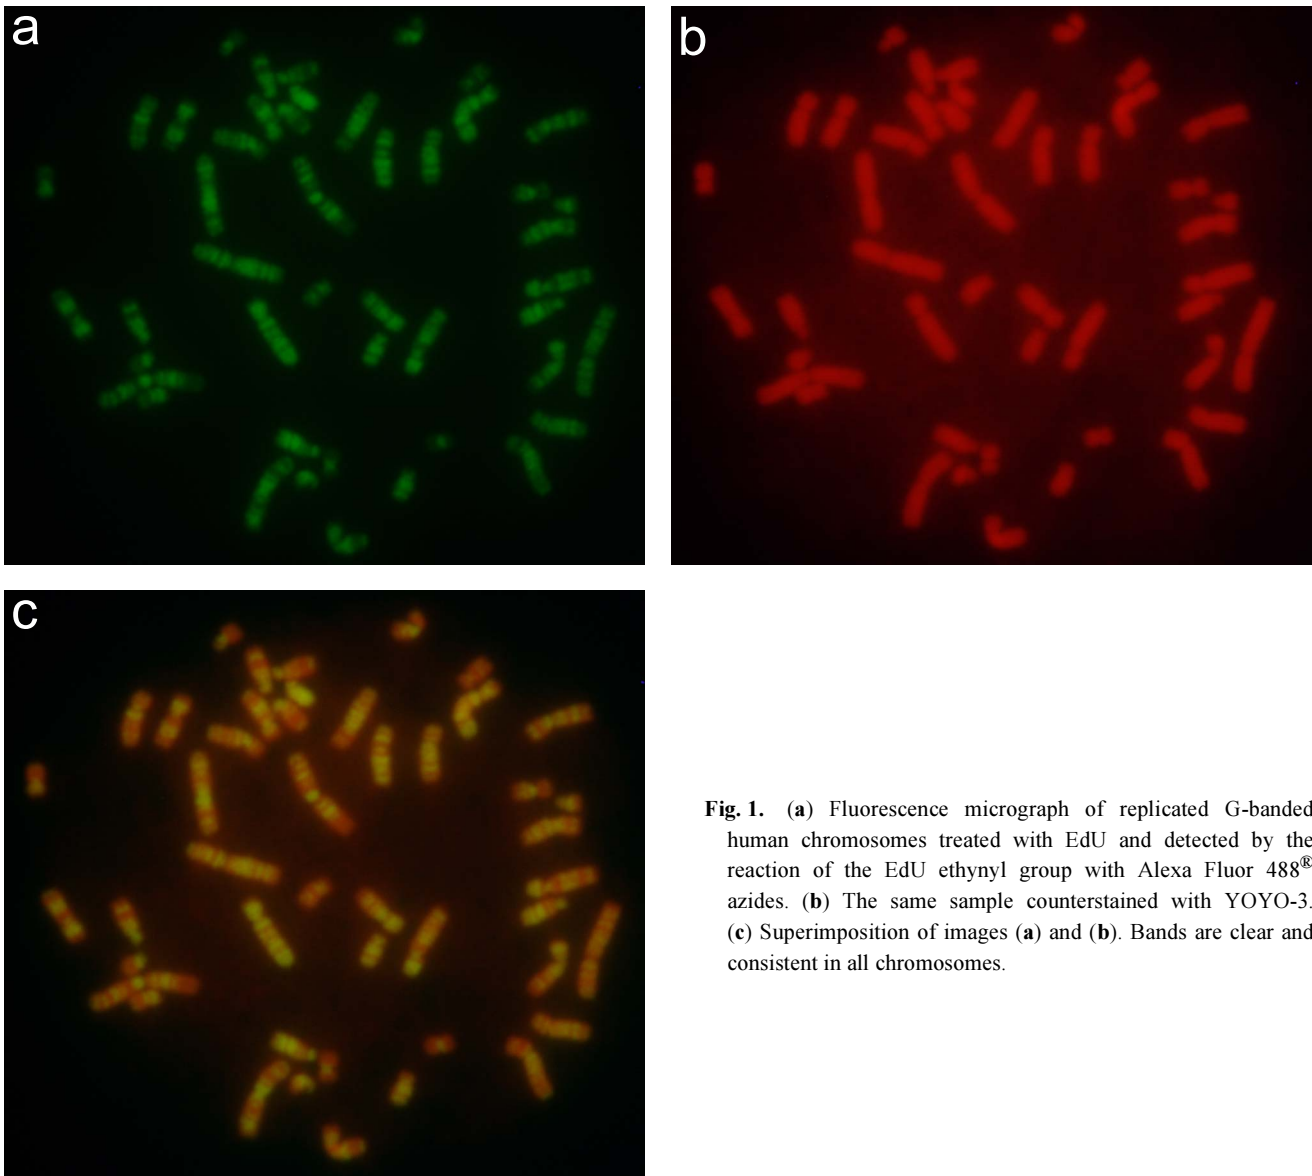 a
b
c
Fig. 1. (a) Fluorescence micrograph of replicated G-banded
human chromosomes treated with EdU and detected by the
reaction of the EdU ethynyl group with Alexa Fluor 488®
azides. (b) The same sample counterstained with YOYO-3.
(c) Superimposition of images (a) and (b). Bands are clear and
consistent in all chromosomes.